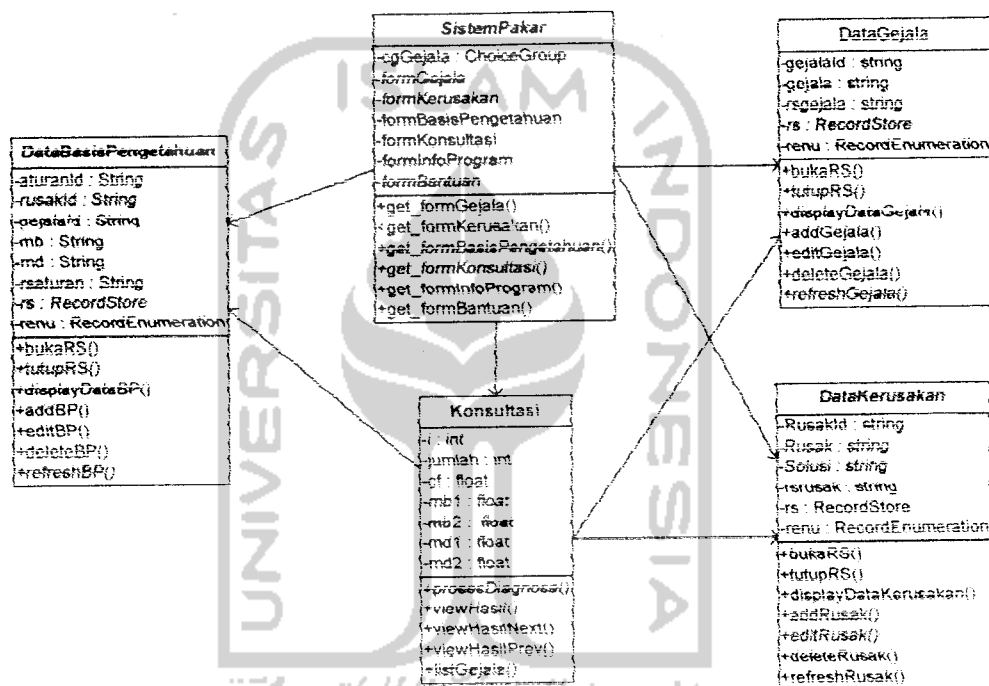 SistemPakar
-cgGejala : ChoiceGroup
-formGejala
-formKerusakan
-formBasisPengetahuan
-formKonsultasi
-formInfoProgram
-formBantuan
+get_formGejala()
+get_formKerusakan()
+get_formBasisPengetahuan()
+get_formKonsultasi()
+get_formInfoProgram()
+get_formBantuan()
DataGejala
-gejalaId : string
-gejala : string
-rsgejala : string
-rs : RecordStore
-renu : RecordEnumeration
+bukaRS()
+tutupRS()
+displayDataGejala()
+addGejala()
+editGejala()
+deleteGejala()
+refreshGejala()
DataBasisPengetahuan
-aturanId : String
-rusakId : String
-gejalaId : String
-mb : String
-md : String
-rsaturan : String
-rs : RecordStore
-renu : RecordEnumeration
+bukaRS()
+tutupRS()
+displayDataBP()
+addBP()
+editBP()
+deleteBP()
+refreshBP()
Konsultasi
-i : int
-jumlah : int
-cf : float
-mb1 : float
-mb2 : float
-md1 : float
-md2 : float
+prosesDiagnosa()
+viewHasil()
+viewHasilNext()
+viewHasilPrev()
+listGejala()
DataKerusakan
-RusakId : string
-Rusak : string
-Solusi : string
-rsrusak : string
-rs : RecordStore
-renu : RecordEnumeration
+bukaRS()
+tutupRS()
+displayDataKerusakan()
+addRusak()
+editRusak()
+deleteRusak()
+refreshRusak()
UNIVERSITAS
ISLAM
INDONESIA